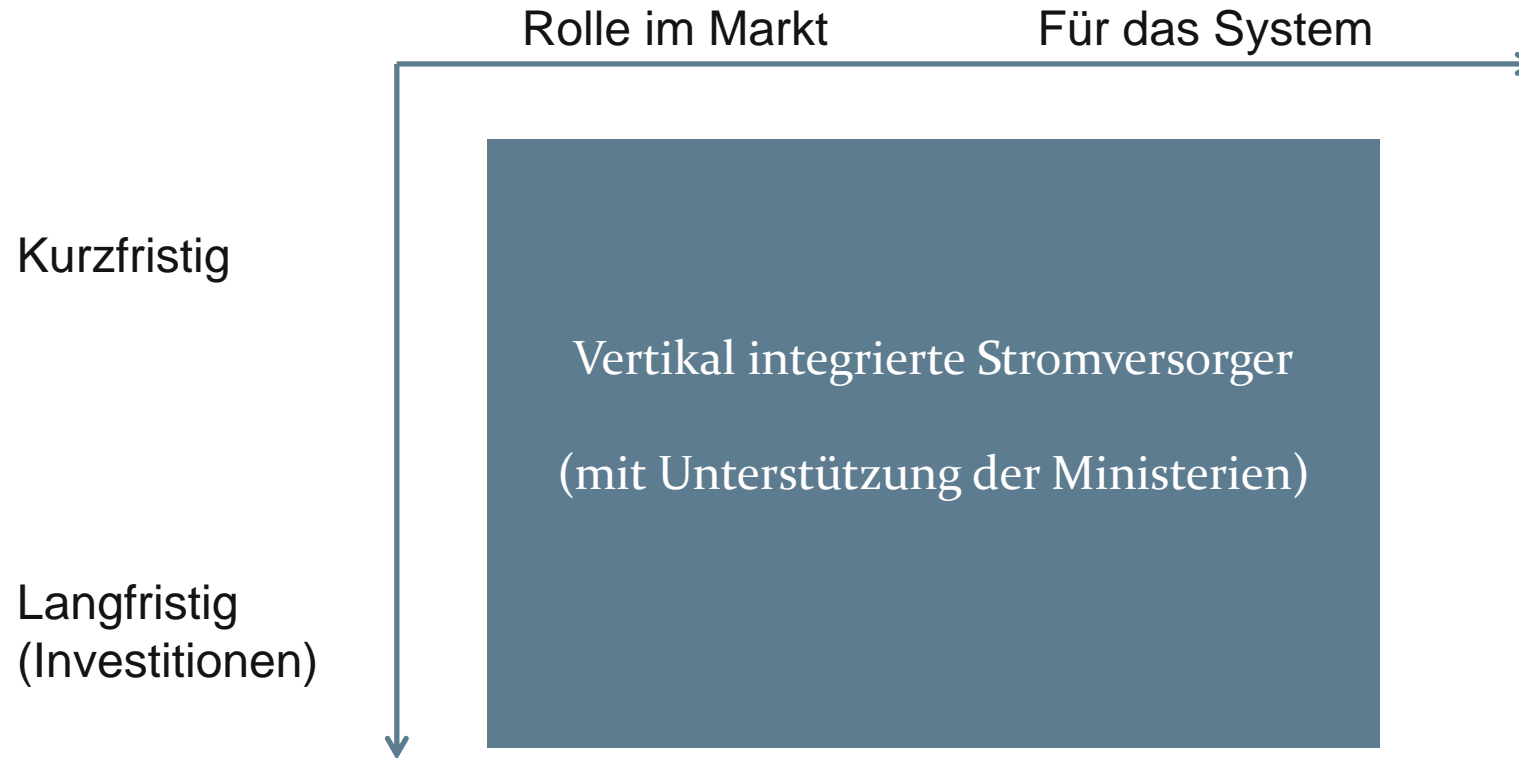 Rolle im Markt
Für das System
Kurzfristig
Vertikal integrierte Stromversorger
(mit Unterstützung der Ministerien)
Langfristig
(Investitionen)